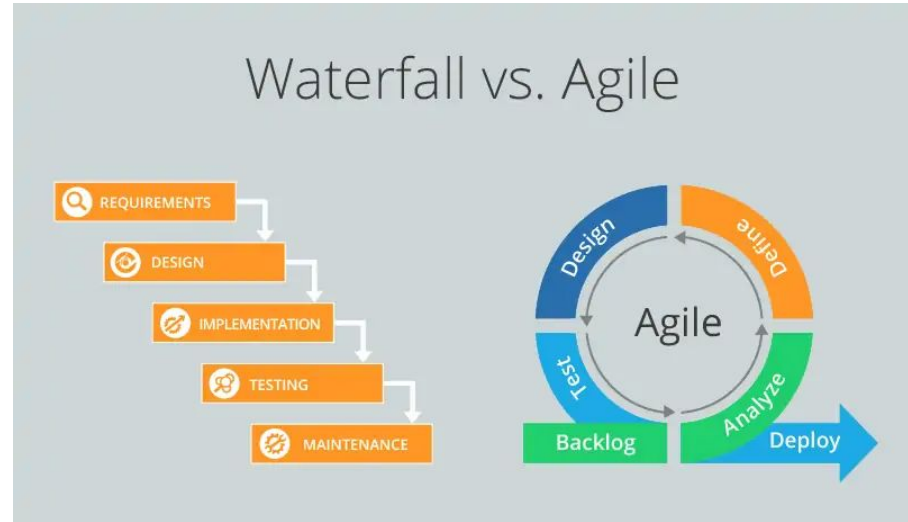 Waterfall vs. Agile
REQUIREMENTS
DESIGN
IMPLEMENTATION
TESTING
MAINTENANCE
Design
Define
Agile
Test
Analyze
Backlog
Deploy